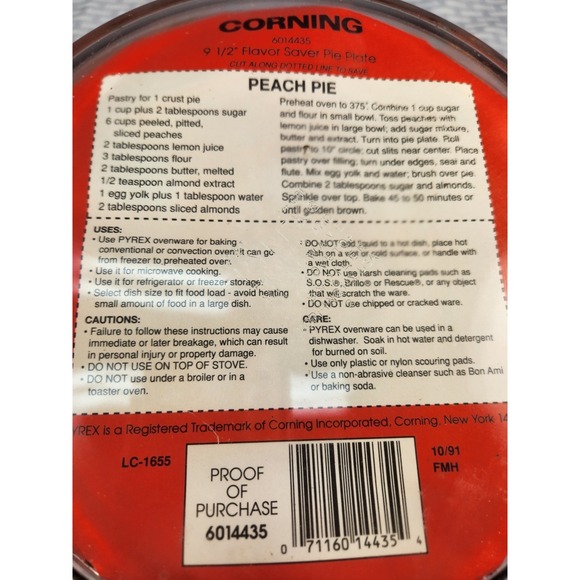 CORNING
6014435
9 1/2" Flavor Saver Pie Plate
CUT ALONG DOTTED LINE TO SAVE
PEACH PIE
Pastry for 1 crust pie
1 cup plus 2 tablespoons sugar
6 cups peeled, pitted,
sliced peaches
2 tablespoons lemon juice
3 tablespoons flour
2 tablespoons butter, melted
1/2 teaspoon almond extract
1 egg yolk plus 1 tablespoon water
2 tablespoons sliced almonds
Preheat oven to 375° Combine 1 cup sugar
and flour in small bowl. Toss peaches with
lemon juice in large bowl; add sugar mixture,
butter and extract. Turn into pie plate. Roll
pastry to 10" circle; cut slits near center. Place
pastry over filling; turn under edges, seal and
flute. Mix egg yolk and water; brush over pie.
Combine 2 tablespoons sugar and almonds.
Sprinkle over top. Bake 45 to 50 minutes or
until golden brown.
USES:
• Use PYREX ovenware for baking -
conventional or convection oven; it can go
from freezer to preheated oven.
• Use it for microwave cooking.
• Use it for refrigerator or freezer storage.
• Select dish size to fit food load - avoid heating
small amount of food in a large dish.
CAUTIONS:
• Failure to follow these instructions may cause
immediate or later breakage, which can result
in personal injury or property damage.
• DO NOT USE ON TOP OF STOVE.
• DO NOT use under a broiler or in a
toaster oven.
• DO NOT add liquid to a hot dish, place hot
dish on a wet or cold surface, or handle with
a wet cloth.
• DO NOT use harsh cleaning pads such as
S.O.S.®, Brillo® or Rescue®, or any object
that will scratch the ware.
• DO NOT use chipped or cracked ware.
CARE:
• PYREX ovenware can be used in a
dishwasher. Soak in hot water and detergent
for burned on soil.
• Use only plastic or nylon scouring pads.
• Use a non-abrasive cleanser such as Bon Ami
or baking soda.
PYREX is a Registered Trademark of Corning Incorporated, Corning, New York 14
LC-1655
10/91
FMH
PROOF
OF
PURCHASE
6014435
0 71160 14435 4